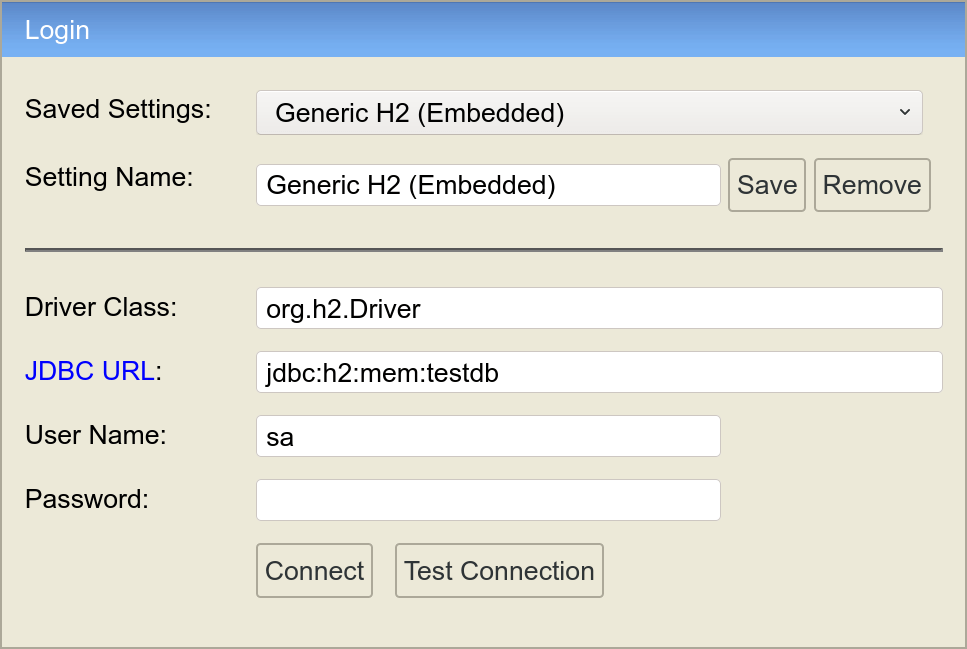 Login
Saved Settings: Generic H2 (Embedded)
Setting Name: Generic H2 (Embedded) Save Remove
Driver Class: org.h2.Driver
JDBC URL: jdbc:h2:mem:testdb
User Name: sa
Password:
Connect Test Connection